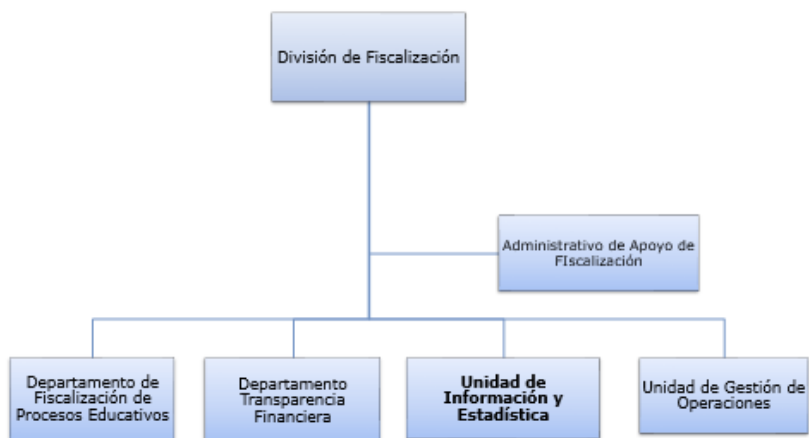 División de Fiscalización
Administrativo de Apoyo de
FIscalización
Departamento de
Fiscalización de
Procesos Educativos
Departamento
Transparencia
Financiera
Unidad de
Información y
Estadística
Unidad de Gestión de
Operaciones